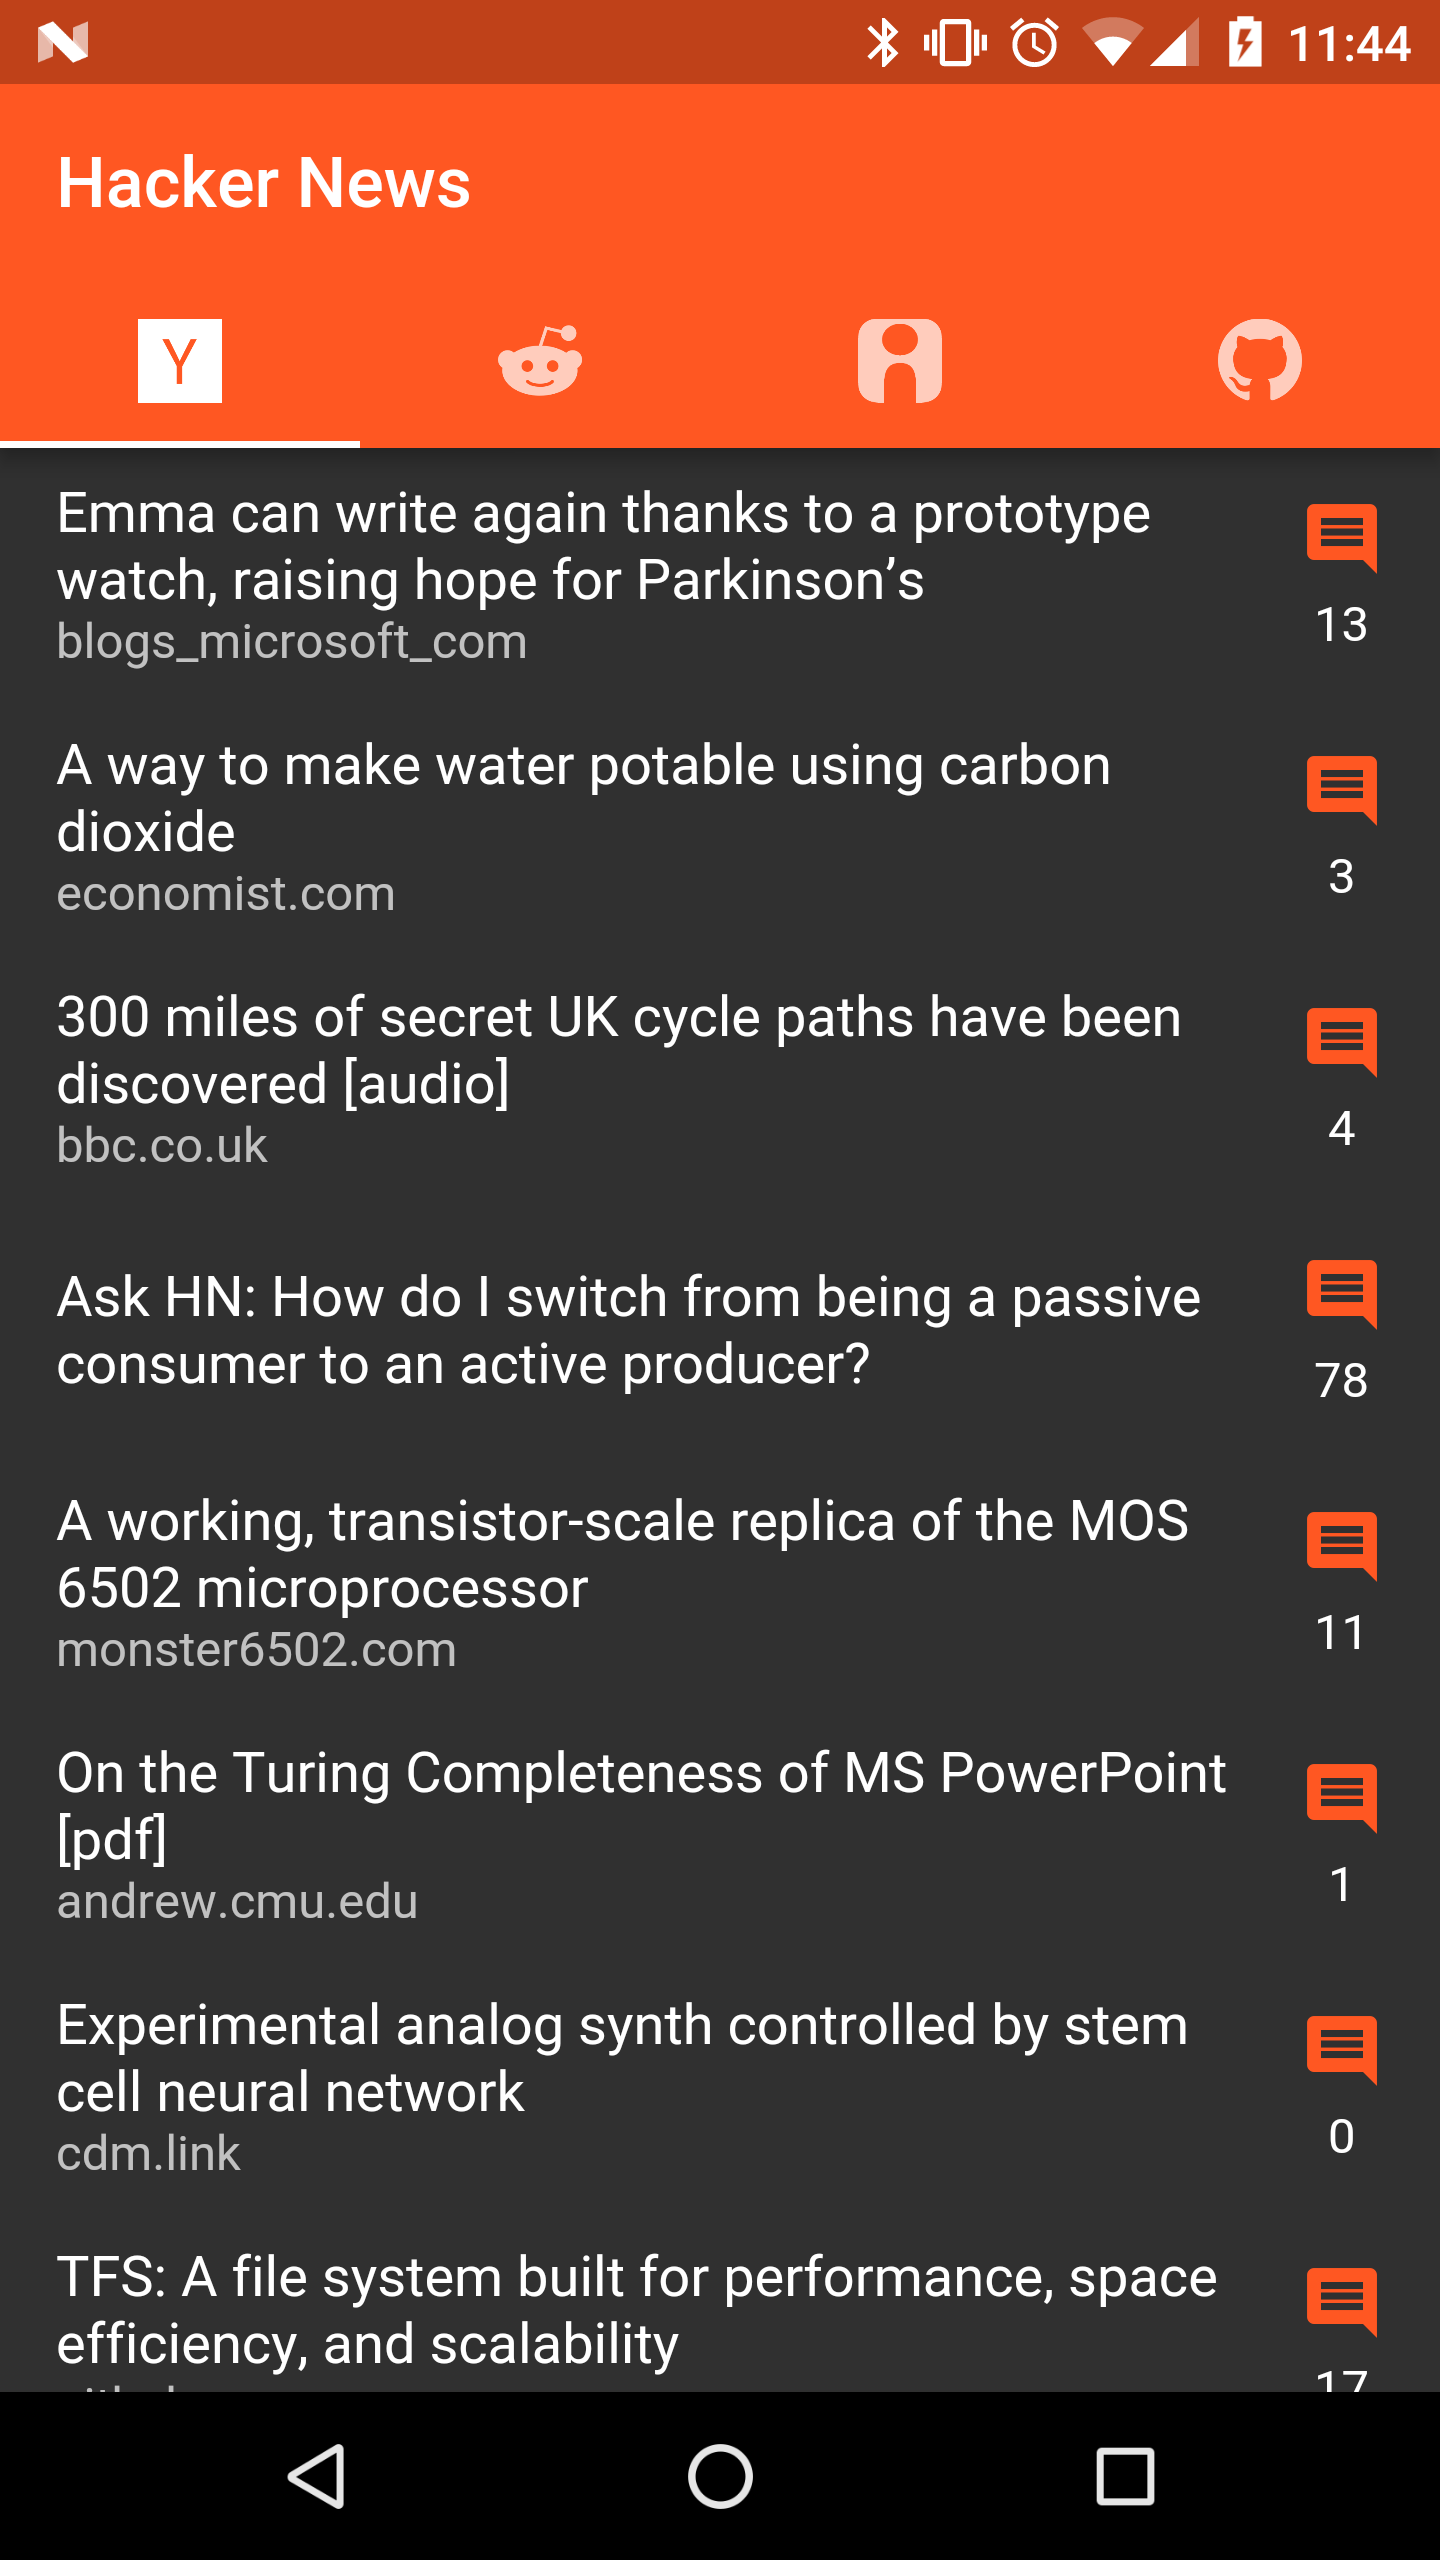 11:44
Hacker News
Y
Emma can write again thanks to a prototype
watch, raising hope for Parkinson’s
blogs_microsoft_com
13
A way to make water potable using carbon
dioxide
economist.com
3
300 miles of secret UK cycle paths have been
discovered [audio]
bbc.co.uk
4
Ask HN: How do I switch from being a passive
consumer to an active producer?
78
A working, transistor-scale replica of the MOS
6502 microprocessor
monster6502.com
11
On the Turing Completeness of MS PowerPoint
[pdf]
andrew.cmu.edu
1
Experimental analog synth controlled by stem
cell neural network
cdm.link
0
TFS: A file system built for performance, space
efficiency, and scalability
17